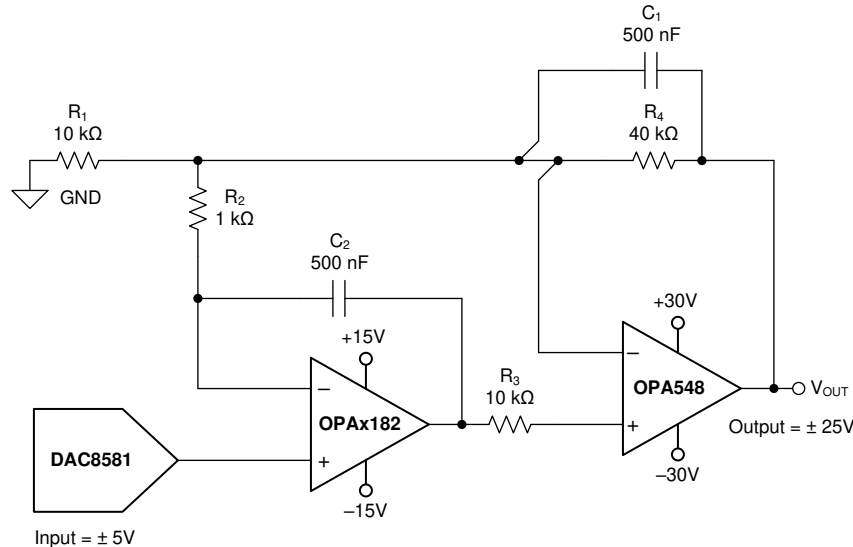 C1
500 nF
R1
10 kΩ
R4
40 kΩ
GND
R2
1 kΩ
C2
500 nF
+15V
+30V
R3
10 kΩ
–
OPAx182
+
–15V
–
OPA548
+
–30V
VOUT
Output = ± 25V
DAC8581
Input = ± 5V